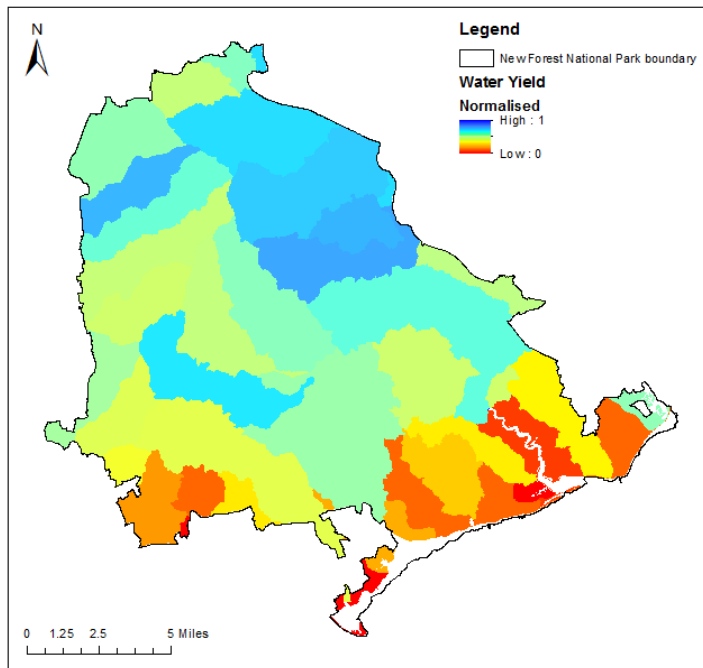 N
Legend
New Forest National Park boundary
Water Yield
Normalised
High : 1
Low : 0
0 1.25 2.5 5 Miles